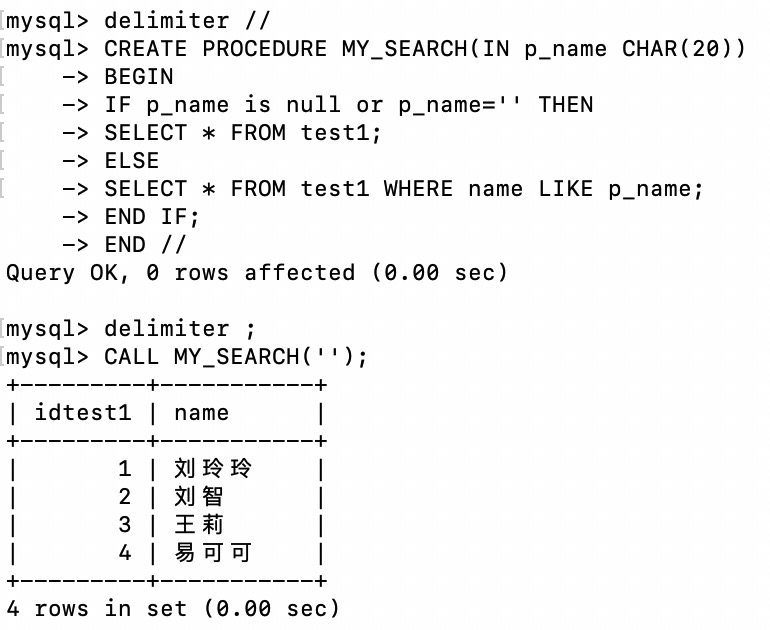 mysql> delimiter //
mysql> CREATE PROCEDURE MY_SEARCH(IN p_name CHAR(20))
    -> BEGIN
    -> IF p_name is null or p_name='' THEN
    -> SELECT * FROM test1;
    -> ELSE
    -> SELECT * FROM test1 WHERE name LIKE p_name;
    -> END IF;
    -> END //
Query OK, 0 rows affected (0.00 sec)

mysql> delimiter ;
mysql> CALL MY_SEARCH('');
+---------+-----------+
| idtest1 | name      |
+---------+-----------+
|       1 | 刘玲玲    |
|       2 | 刘智      |
|       3 | 王莉      |
|       4 | 易可可    |
+---------+-----------+
4 rows in set (0.00 sec)